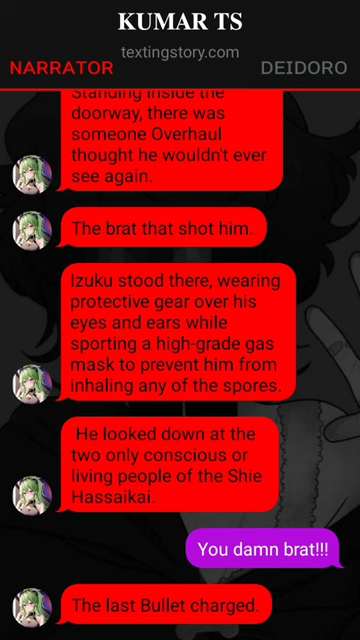 KUMAR TS
textingstory.com
NARRATOR
DEIDORO
Standing inside the
doorway, there was
someone Overhaul
thought he wouldn't ever
see again.
The brat that shot him.
Izuku stood there, wearing
protective gear over his
eyes and ears while
sporting a high-grade gas
mask to prevent him from
inhaling any of the spores.
He looked down at the
two only conscious or
living people of the Shie
Hassaikai.
You damn brat!!!
The last Bullet charged.